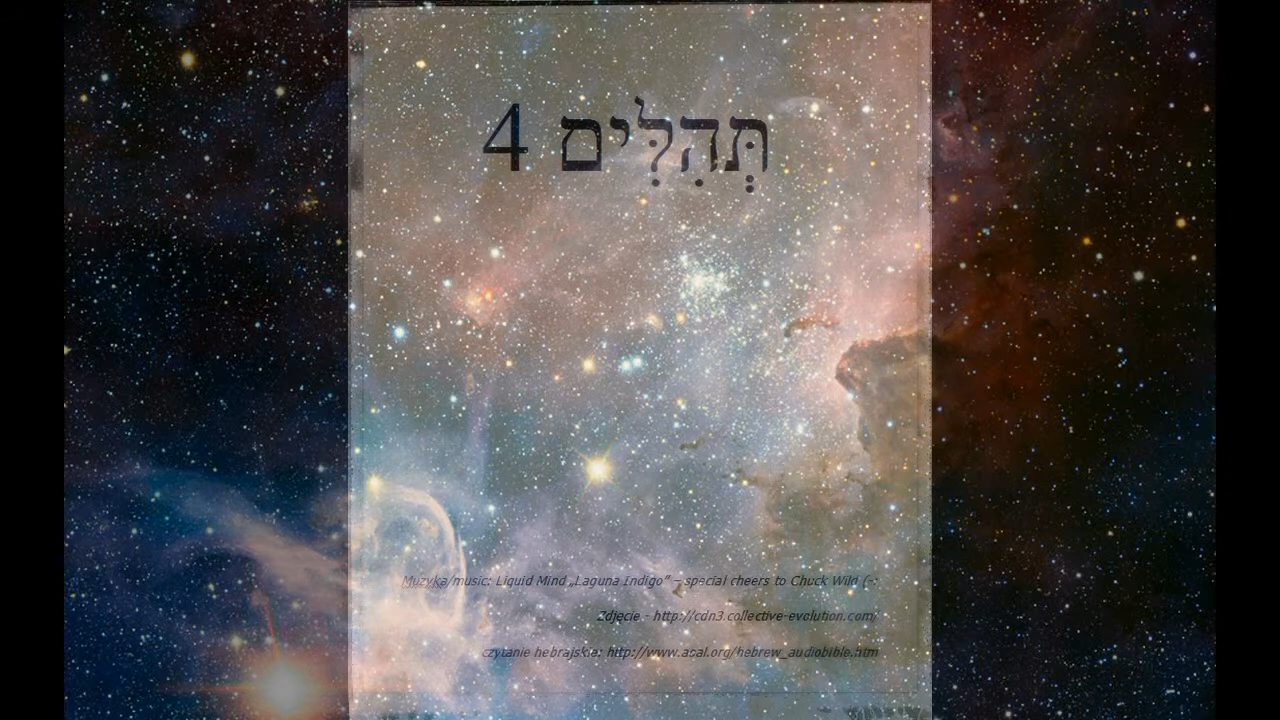 תְּהִלִּים 4
Muzyka/music: Liquid Mind „Laguna Indigo” – special cheers to Chuck Wild (-:
Zdjęcie - http://cdn3.collective-evolution.com/
czytanie hebrajskie: http://www.asal.org/hebrew_audiobible.htm